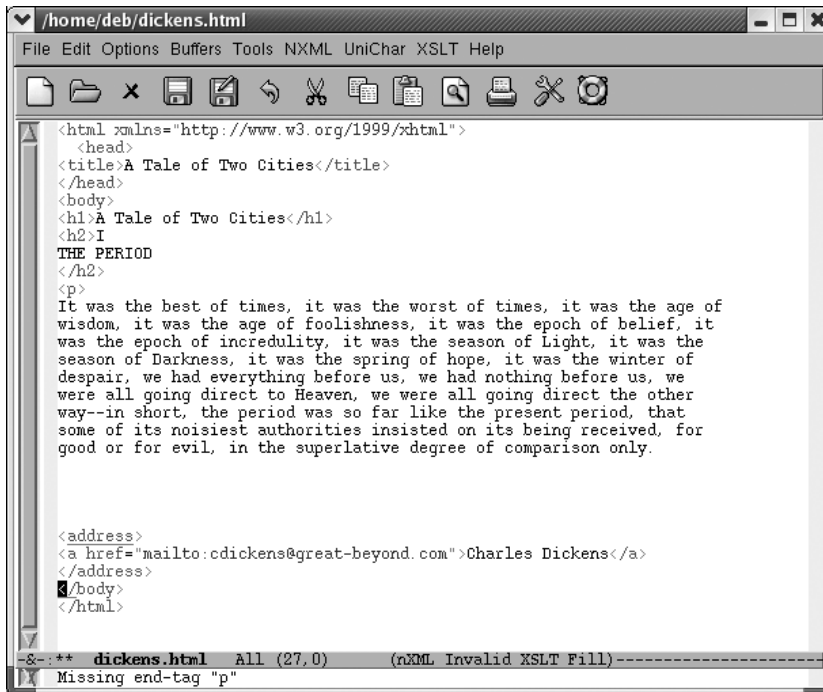 /home/deb/dickens.html
File Edit Options Buffers Tools NXML UniChar XSLT Help
<html xmlns="http://www.w3.org/1999/xhtml">
<head>
<title>A Tale of Two Cities</title>
</head>
<body>
<h1>A Tale of Two Cities</h1>
<h2>I
THE PERIOD
</h2>
<p>
It was the best of times, it was the worst of times, it was the age of
wisdom, it was the age of foolishness, it was the epoch of belief, it
was the epoch of incredulity, it was the season of Light, it was the
season of Darkness, it was the spring of hope, it was the winter of
despair, we had everything before us, we had nothing before us, we
were all going direct to Heaven, we were all going direct the other
way--in short, the period was so far like the present period, that
some of its noisiest authorities insisted on its being received, for
good or for evil, in the superlative degree of comparison only.
<address>
<a href="mailto:cdickens@great-beyond.com">Charles Dickens</a>
</address>
</body>
</html>
-&-:** dickens.html All (27,0) (nXML Invalid XSLT Fill)----------------------
Missing end-tag "p"